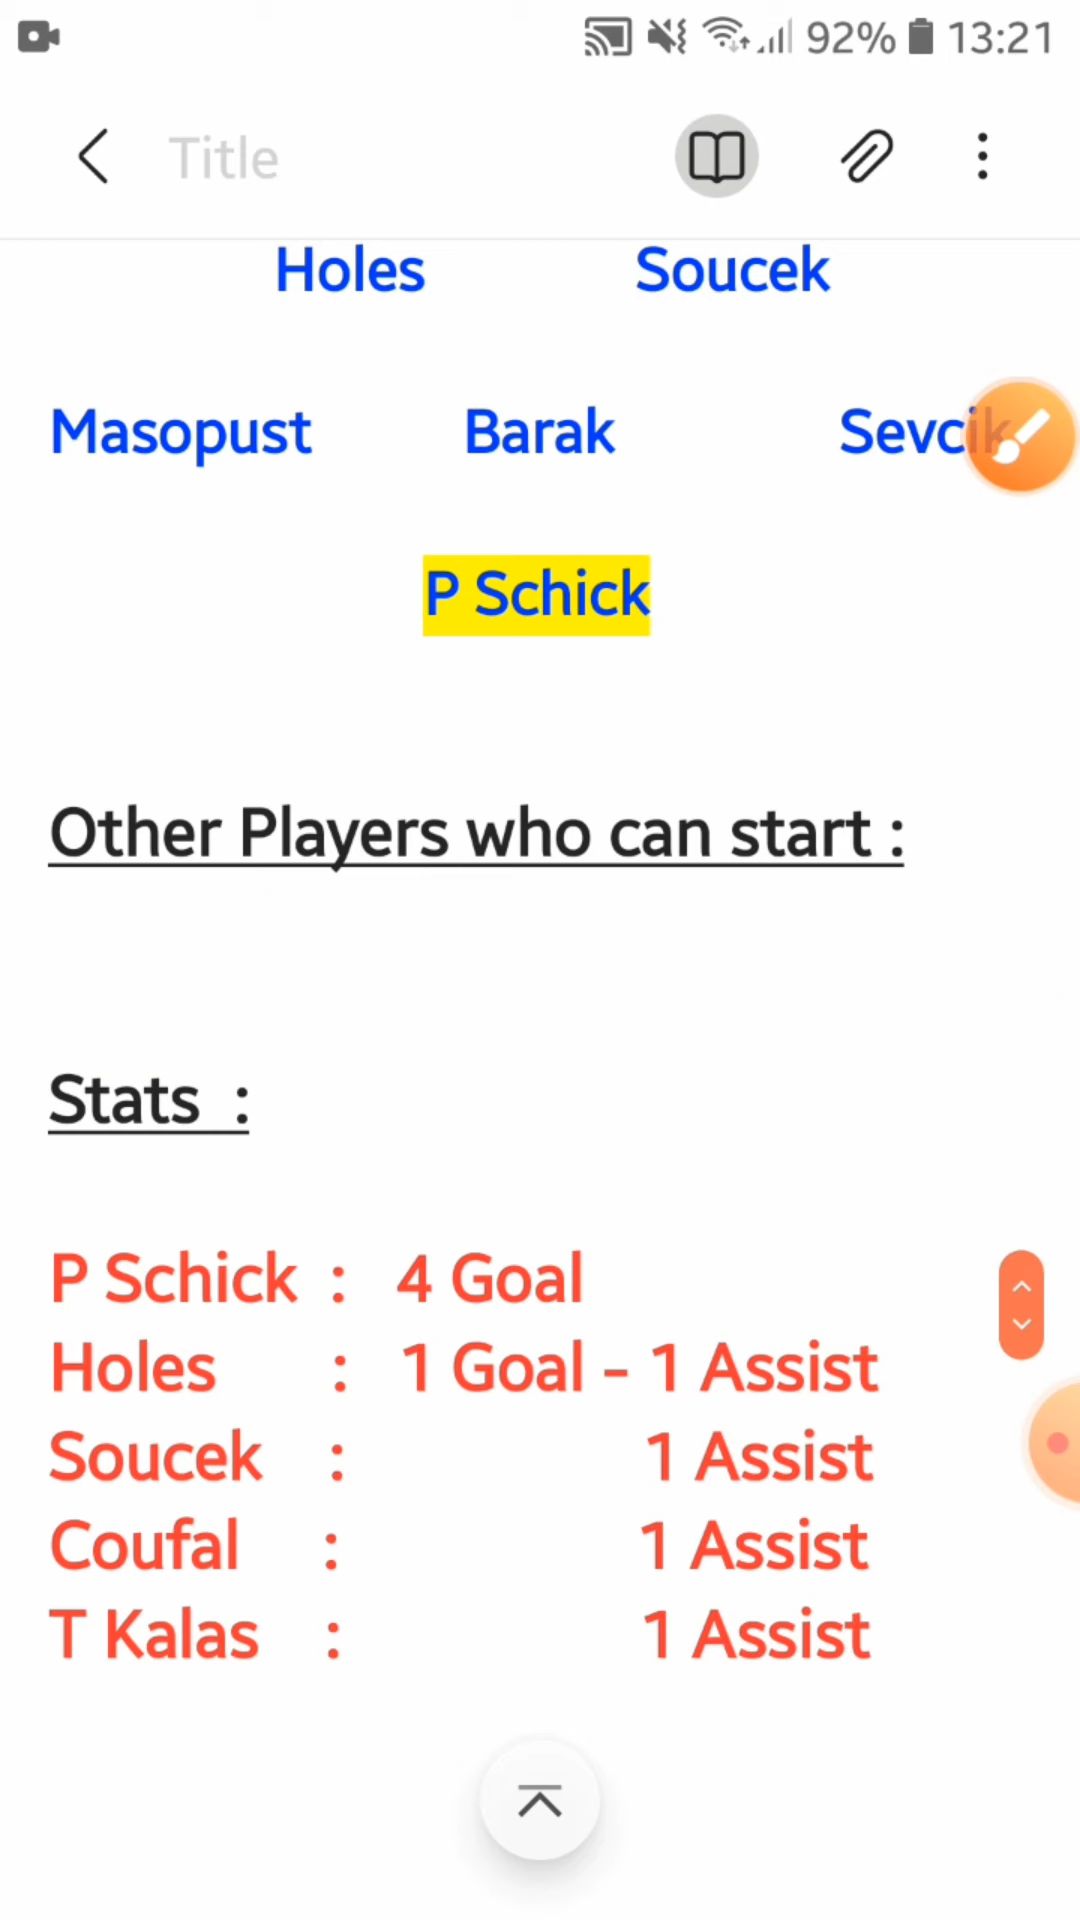 92% 13:21
Title
Holes Soucek
Masopust Barak Sevcik
P Schick
Other Players who can start :
Stats :
P Schick : 4 Goal
Holes : 1 Goal - 1 Assist
Soucek : 1 Assist
Coufal : 1 Assist
T Kalas : 1 Assist